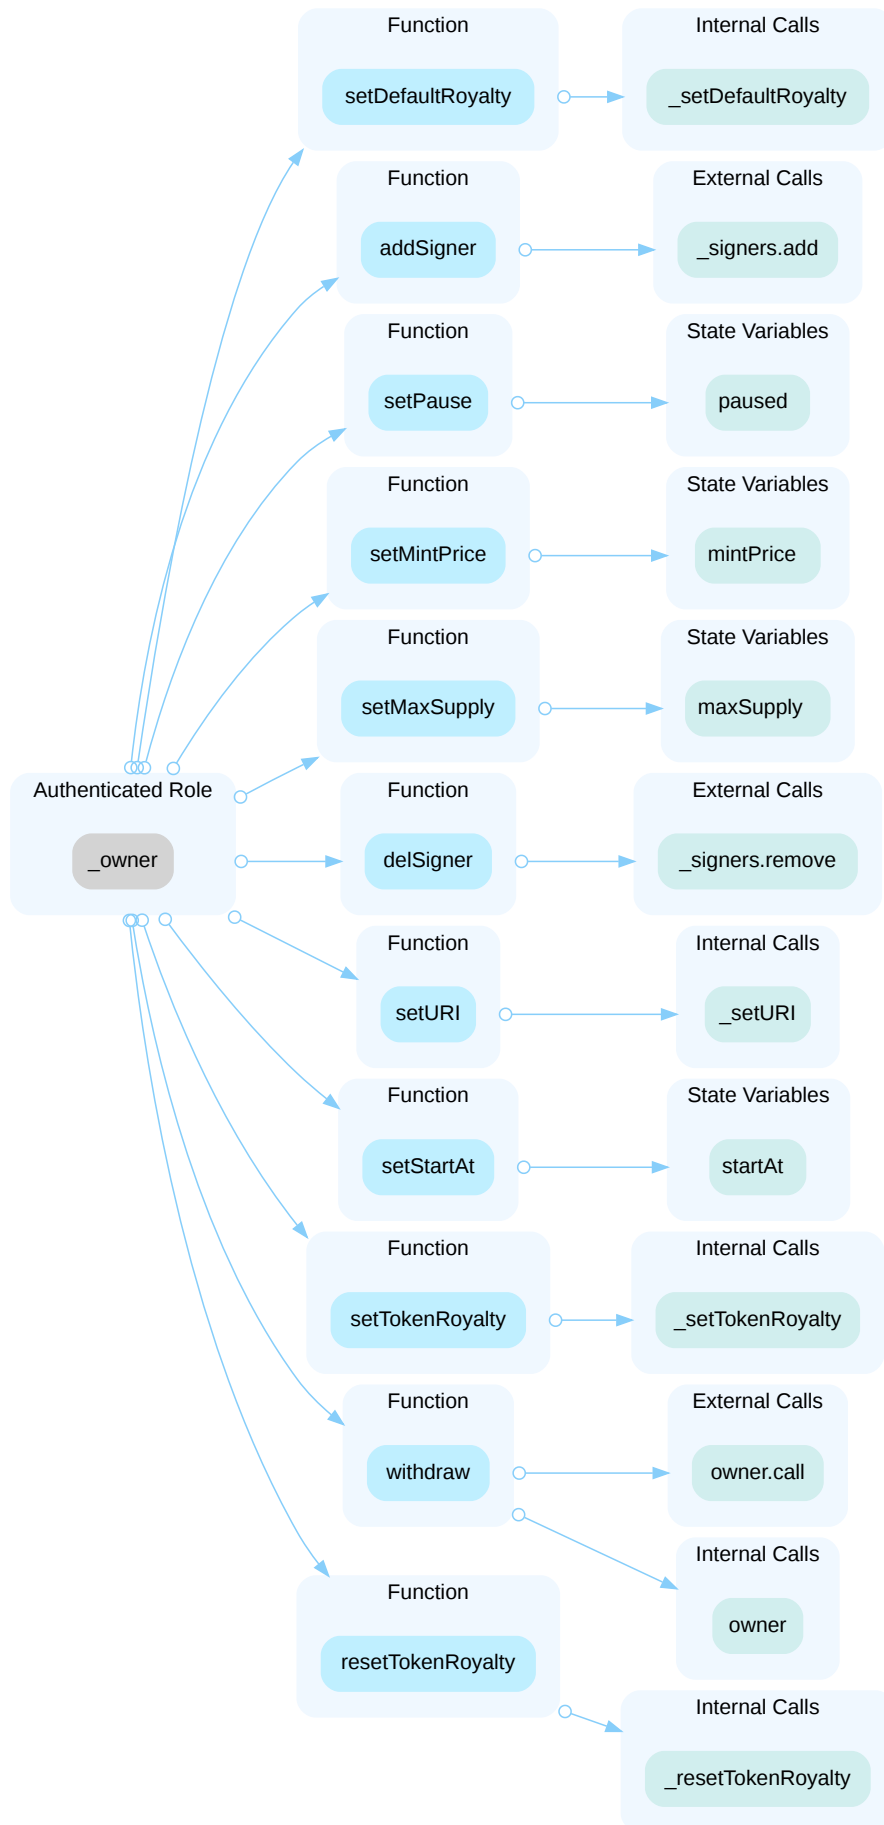 Function
Internal Calls
setDefaultRoyalty
_setDefaultRoyalty
Function
External Calls
addSigner
_signers.add
Function
State Variables
setPause
paused
Function
State Variables
setMintPrice
mintPrice
Function
State Variables
setMaxSupply
maxSupply
Authenticated Role
_owner
Function
External Calls
delSigner
_signers.remove
Function
Internal Calls
setURI
_setURI
Function
State Variables
setStartAt
startAt
Function
Internal Calls
setTokenRoyalty
_setTokenRoyalty
Function
External Calls
withdraw
owner.call
Internal Calls
owner
Function
resetTokenRoyalty
Internal Calls
_resetTokenRoyalty